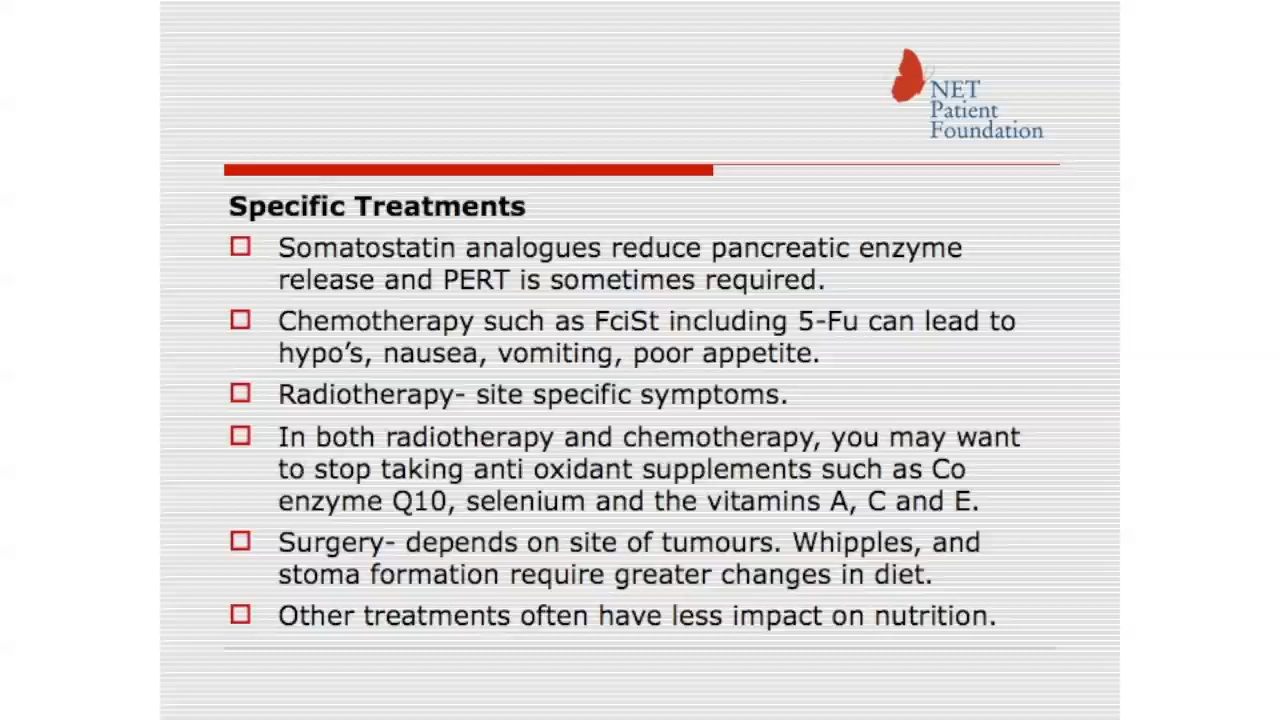 NET
Patient
Foundation
Specific Treatments
Somatostatin analogues reduce pancreatic enzyme
release and PERT is sometimes required.
Chemotherapy such as FciSt including 5-Fu can lead to
hypo's, nausea, vomiting, poor appetite.
Radiotherapy- site specific symptoms.
In both radiotherapy and chemotherapy, you may want
to stop taking anti oxidant supplements such as Co
enzyme Q10, selenium and the vitamins A, C and E.
Surgery- depends on site of tumours. Whipples, and
stoma formation require greater changes in diet.
Other treatments often have less impact on nutrition.